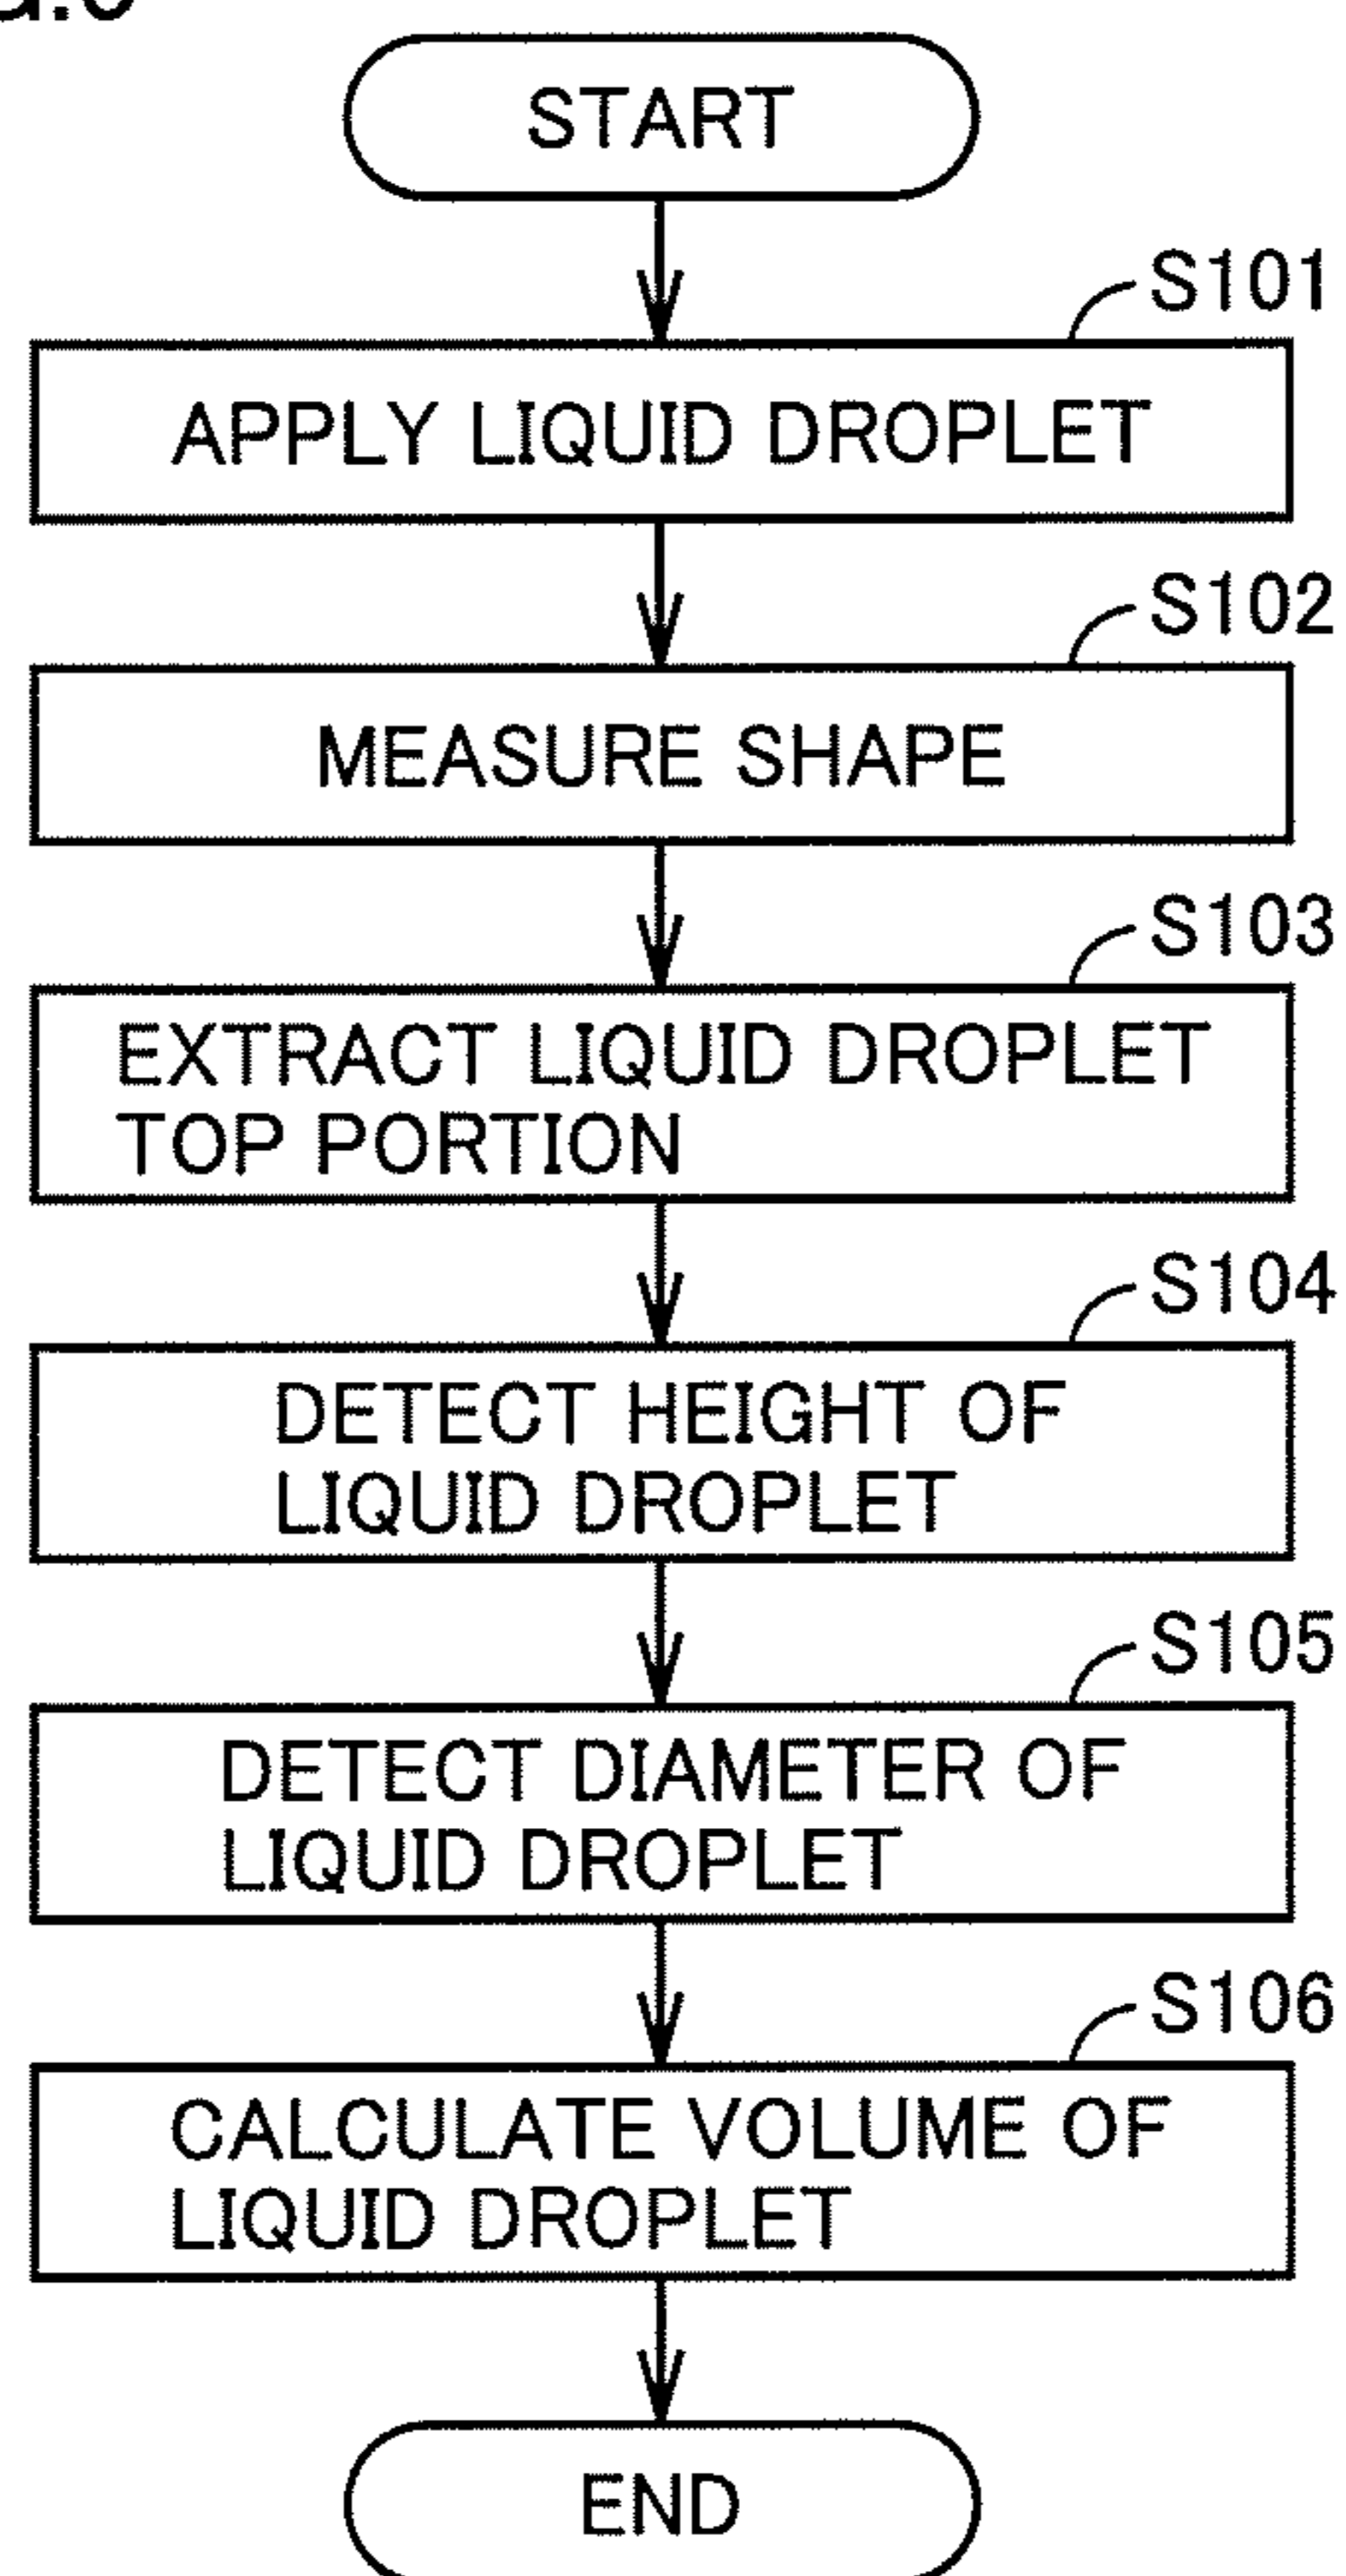 START
S101
APPLY LIQUID DROPLET
S102
MEASURE SHAPE
S103
EXTRACT LIQUID DROPLET
TOP PORTION
S104
DETECT HEIGHT OF
LIQUID DROPLET
S105
DETECT DIAMETER OF
LIQUID DROPLET
S106
CALCULATE VOLUME OF
LIQUID DROPLET
END